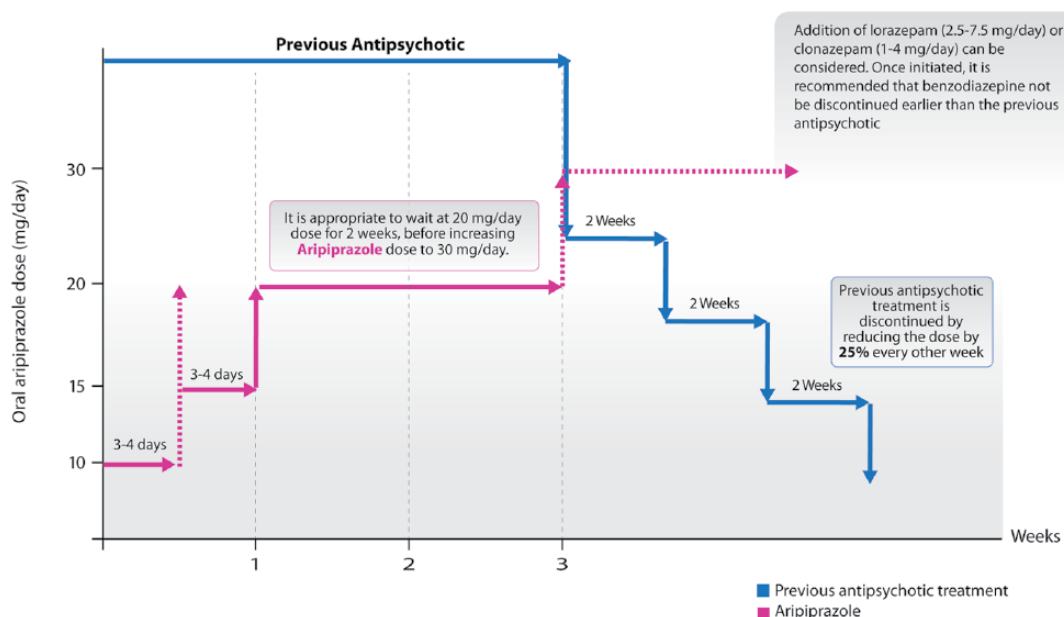 Previous Antipsychotic
Addition of lorazepam (2.5-7.5 mg/day) or
clonazepam (1-4 mg/day) can be
considered. Once initiated, it is
recommended that benzodiazepine not
be discontinued earlier than the previous
antipsychotic
Oral aripiprazole dose (mg/day)
30
20
15
10
It is appropriate to wait at 20 mg/day
dose for 2 weeks, before increasing
Aripiprazole dose to 30 mg/day.
2 Weeks
2 Weeks
2 Weeks
Previous antipsychotic
treatment is
discontinued by
reducing the dose by
25% every other week
3-4 days
3-4 days
1
2
3
Weeks
Previous antipsychotic treatment
Aripiprazole